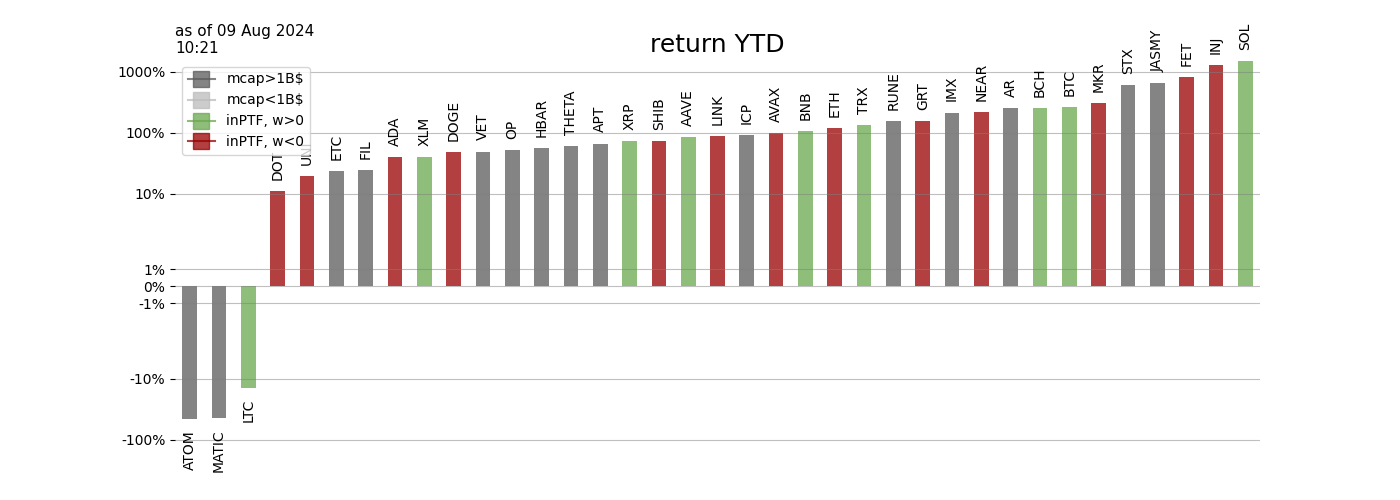 as of 09 Aug 2024
10:21
return YTD
mcap>1B$
mcap<1B$
inPTF, w>0
inPTF, w<0
1000%
100%
10%
1%
0%
-1%
-10%
-100%
ATOM
MATIC
LTC
DOT
ETC
FIL
ADA
XLM
DOGE
VET
OP
HBAR
THETA
APT
XRP
SHIB
AAVE
LINK
ICP
AVAX
BNB
ETH
TRX
RUNE
GRT
IMX
NEAR
AR
BCH
BTC
MKR
STX
JASMY
FET
INJ
SOL